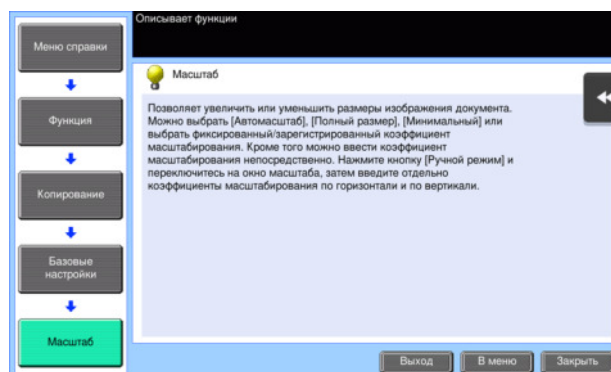 Описывает функции
Меню справки
Функция
Копирование
Базовые
настройки
Масштаб
Масштаб
Позволяет увеличить или уменьшить размеры изображения документа.
Можно выбрать [Автомасштаб], [Полный размер], [Минимальный] или
выбрать фиксированный/зарегистрированный коэффициент
масштабирования. Кроме того можно ввести коэффициент
масштабирования непосредственно. Нажмите кнопку [Ручной режим] и
переключитесь на окно масштаба, затем введите отдельно
коэффициенты масштабирования по горизонтали и по вертикали.
Выход
В меню
Закрыть